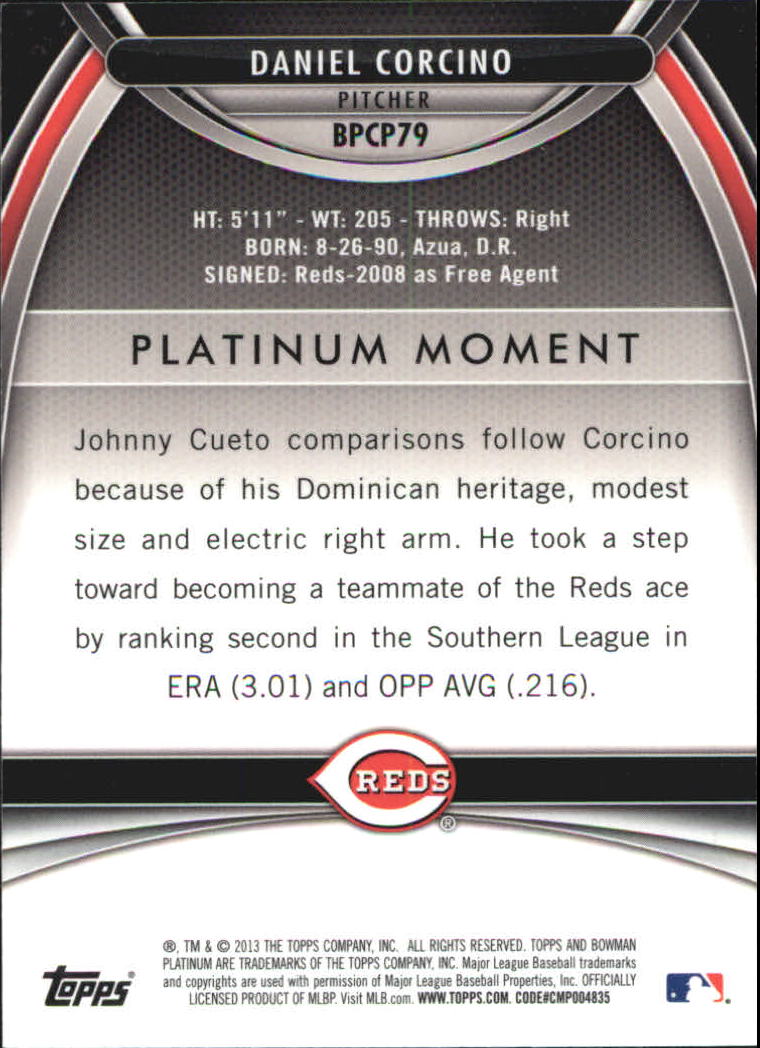 DANIEL CORCINO
PITCHER
BPCP79
HT: 5'11" - WT: 205 - THROWS: Right
BORN: 8-26-90, Azua, D.R.
SIGNED: Reds-2008 as Free Agent
PLATINUM MOMENT
Johnny Cueto comparisons follow Corcino
because of his Dominican heritage, modest
size and electric right arm. He took a step
toward becoming a teammate of the Reds ace
by ranking second in the Southern League in
ERA (3.01) and OPP AVG (.216).
REDS
®
®, TM & © 2013 THE TOPPS COMPANY, INC. ALL RIGHTS RESERVED. TOPPS AND BOWMAN
PLATINUM ARE TRADEMARKS OF THE TOPPS COMPANY, INC. Major League Baseball trademarks
and copyrights are used with permission of Major League Baseball Properties, Inc. OFFICIALLY
LICENSED PRODUCT OF MLBP. Visit MLB.com. WWW.TOPPS.COM. CODE#CMP004835
topps®